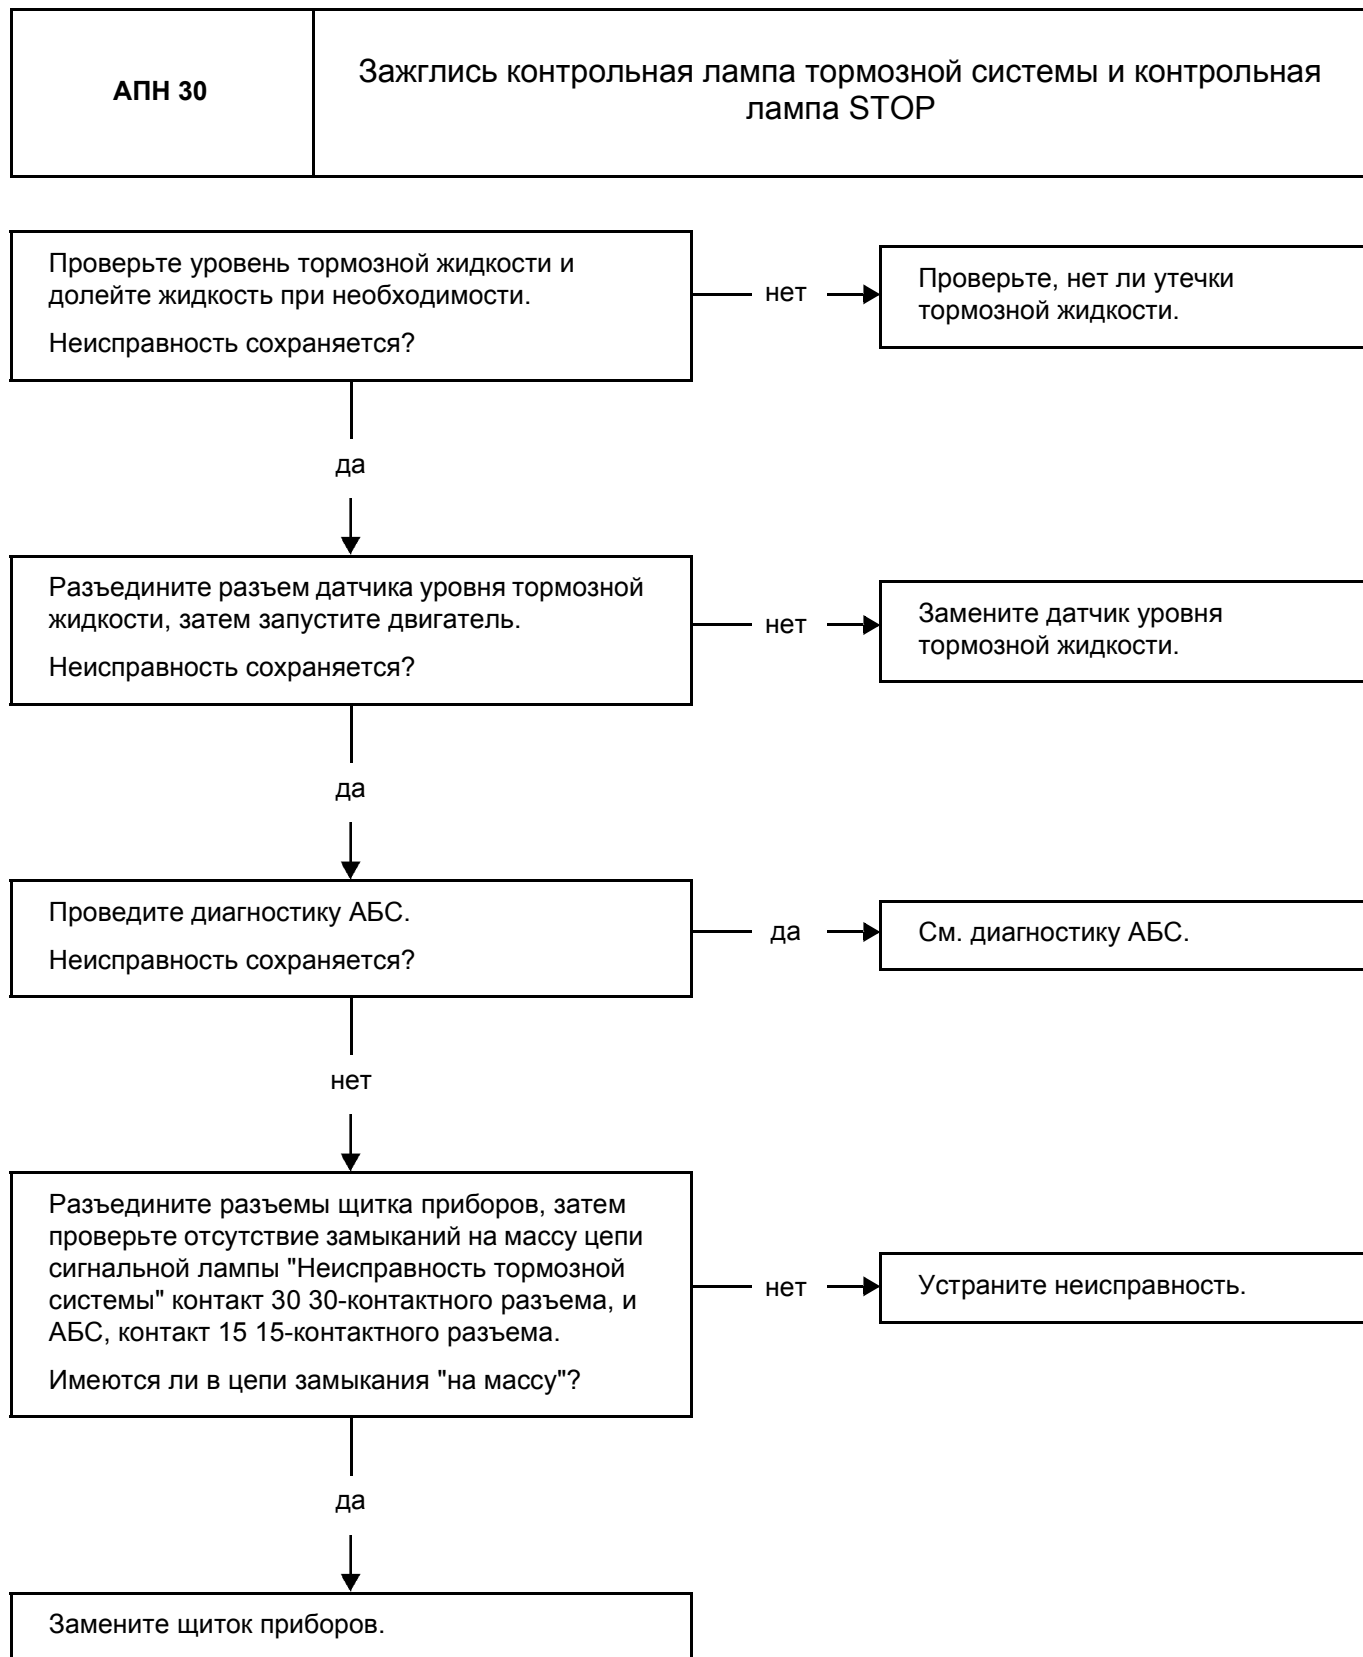 АПН 30
Зажглись контрольная лампа тормозной системы и контрольная
лампа STOP
Проверьте уровень тормозной жидкости и
долейте жидкость при необходимости.
Неисправность сохраняется?
нет
Проверьте, нет ли утечки
тормозной жидкости.
да
Разъедините разъем датчика уровня тормозной
жидкости, затем запустите двигатель.
Неисправность сохраняется?
нет
Замените датчик уровня
тормозной жидкости.
да
Проведите диагностику АБС.
Неисправность сохраняется?
да
См. диагностику АБС.
нет
Разъедините разъемы щитка приборов, затем
проверьте отсутствие замыканий на массу цепи
сигнальной лампы "Неисправность тормозной
системы" контакт 30 30-контактного разъема, и
АБС, контакт 15 15-контактного разъема.
Имеются ли в цепи замыкания "на массу"?
нет
Устраните неисправность.
да
Замените щиток приборов.